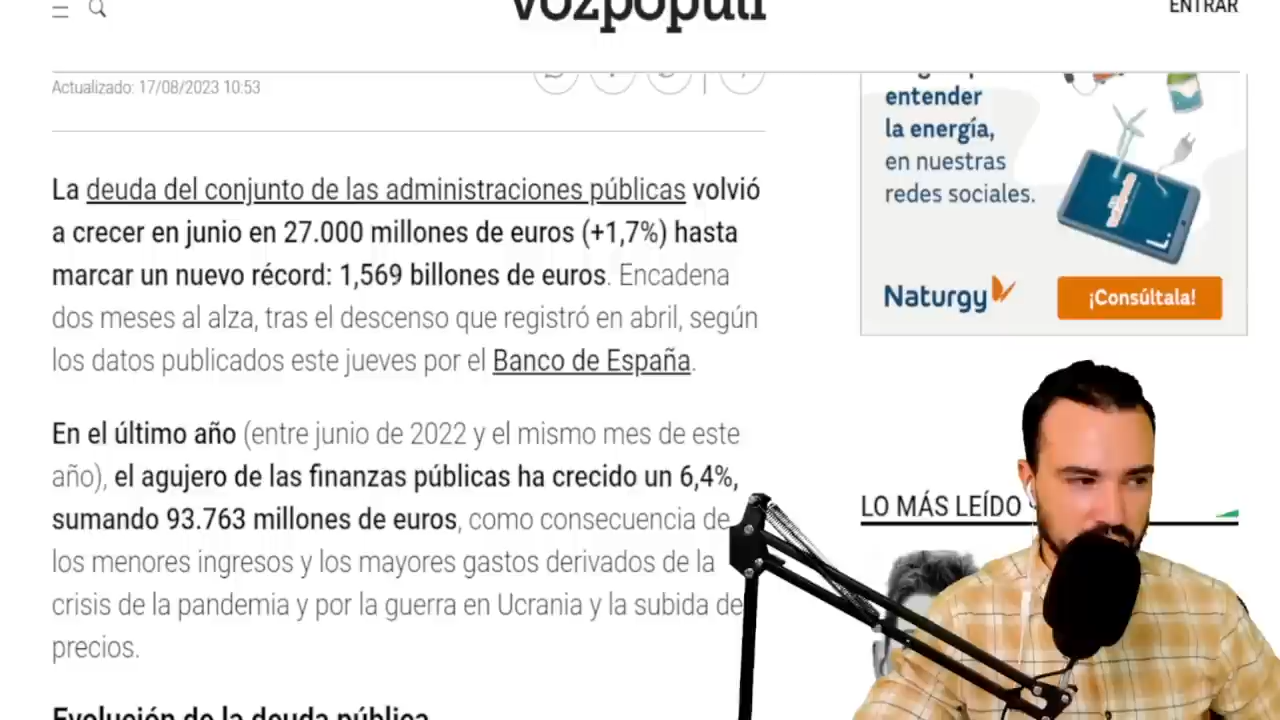 vozpópuli
ENTRAR
Actualizado: 17/08/2023 10:53
La deuda del conjunto de las administraciones públicas volvió
a crecer en junio en 27.000 millones de euros (+1,7%) hasta
marcar un nuevo récord: 1,569 billones de euros. Encadena
dos meses al alza, tras el descenso que registró en abril, según
los datos publicados este jueves por el Banco de España.
En el último año (entre junio de 2022 y el mismo mes de este
año), el agujero de las finanzas públicas ha crecido un 6,4%,
sumando 93.763 millones de euros, como consecuencia de
los menores ingresos y los mayores gastos derivados de la
crisis de la pandemia y por la guerra en Ucrania y la subida de
precios.
Evolución de la deuda pública
entender
la energía,
en nuestras
redes sociales.
Naturgy
¡Consúltala!
LO MÁS LEÍDO